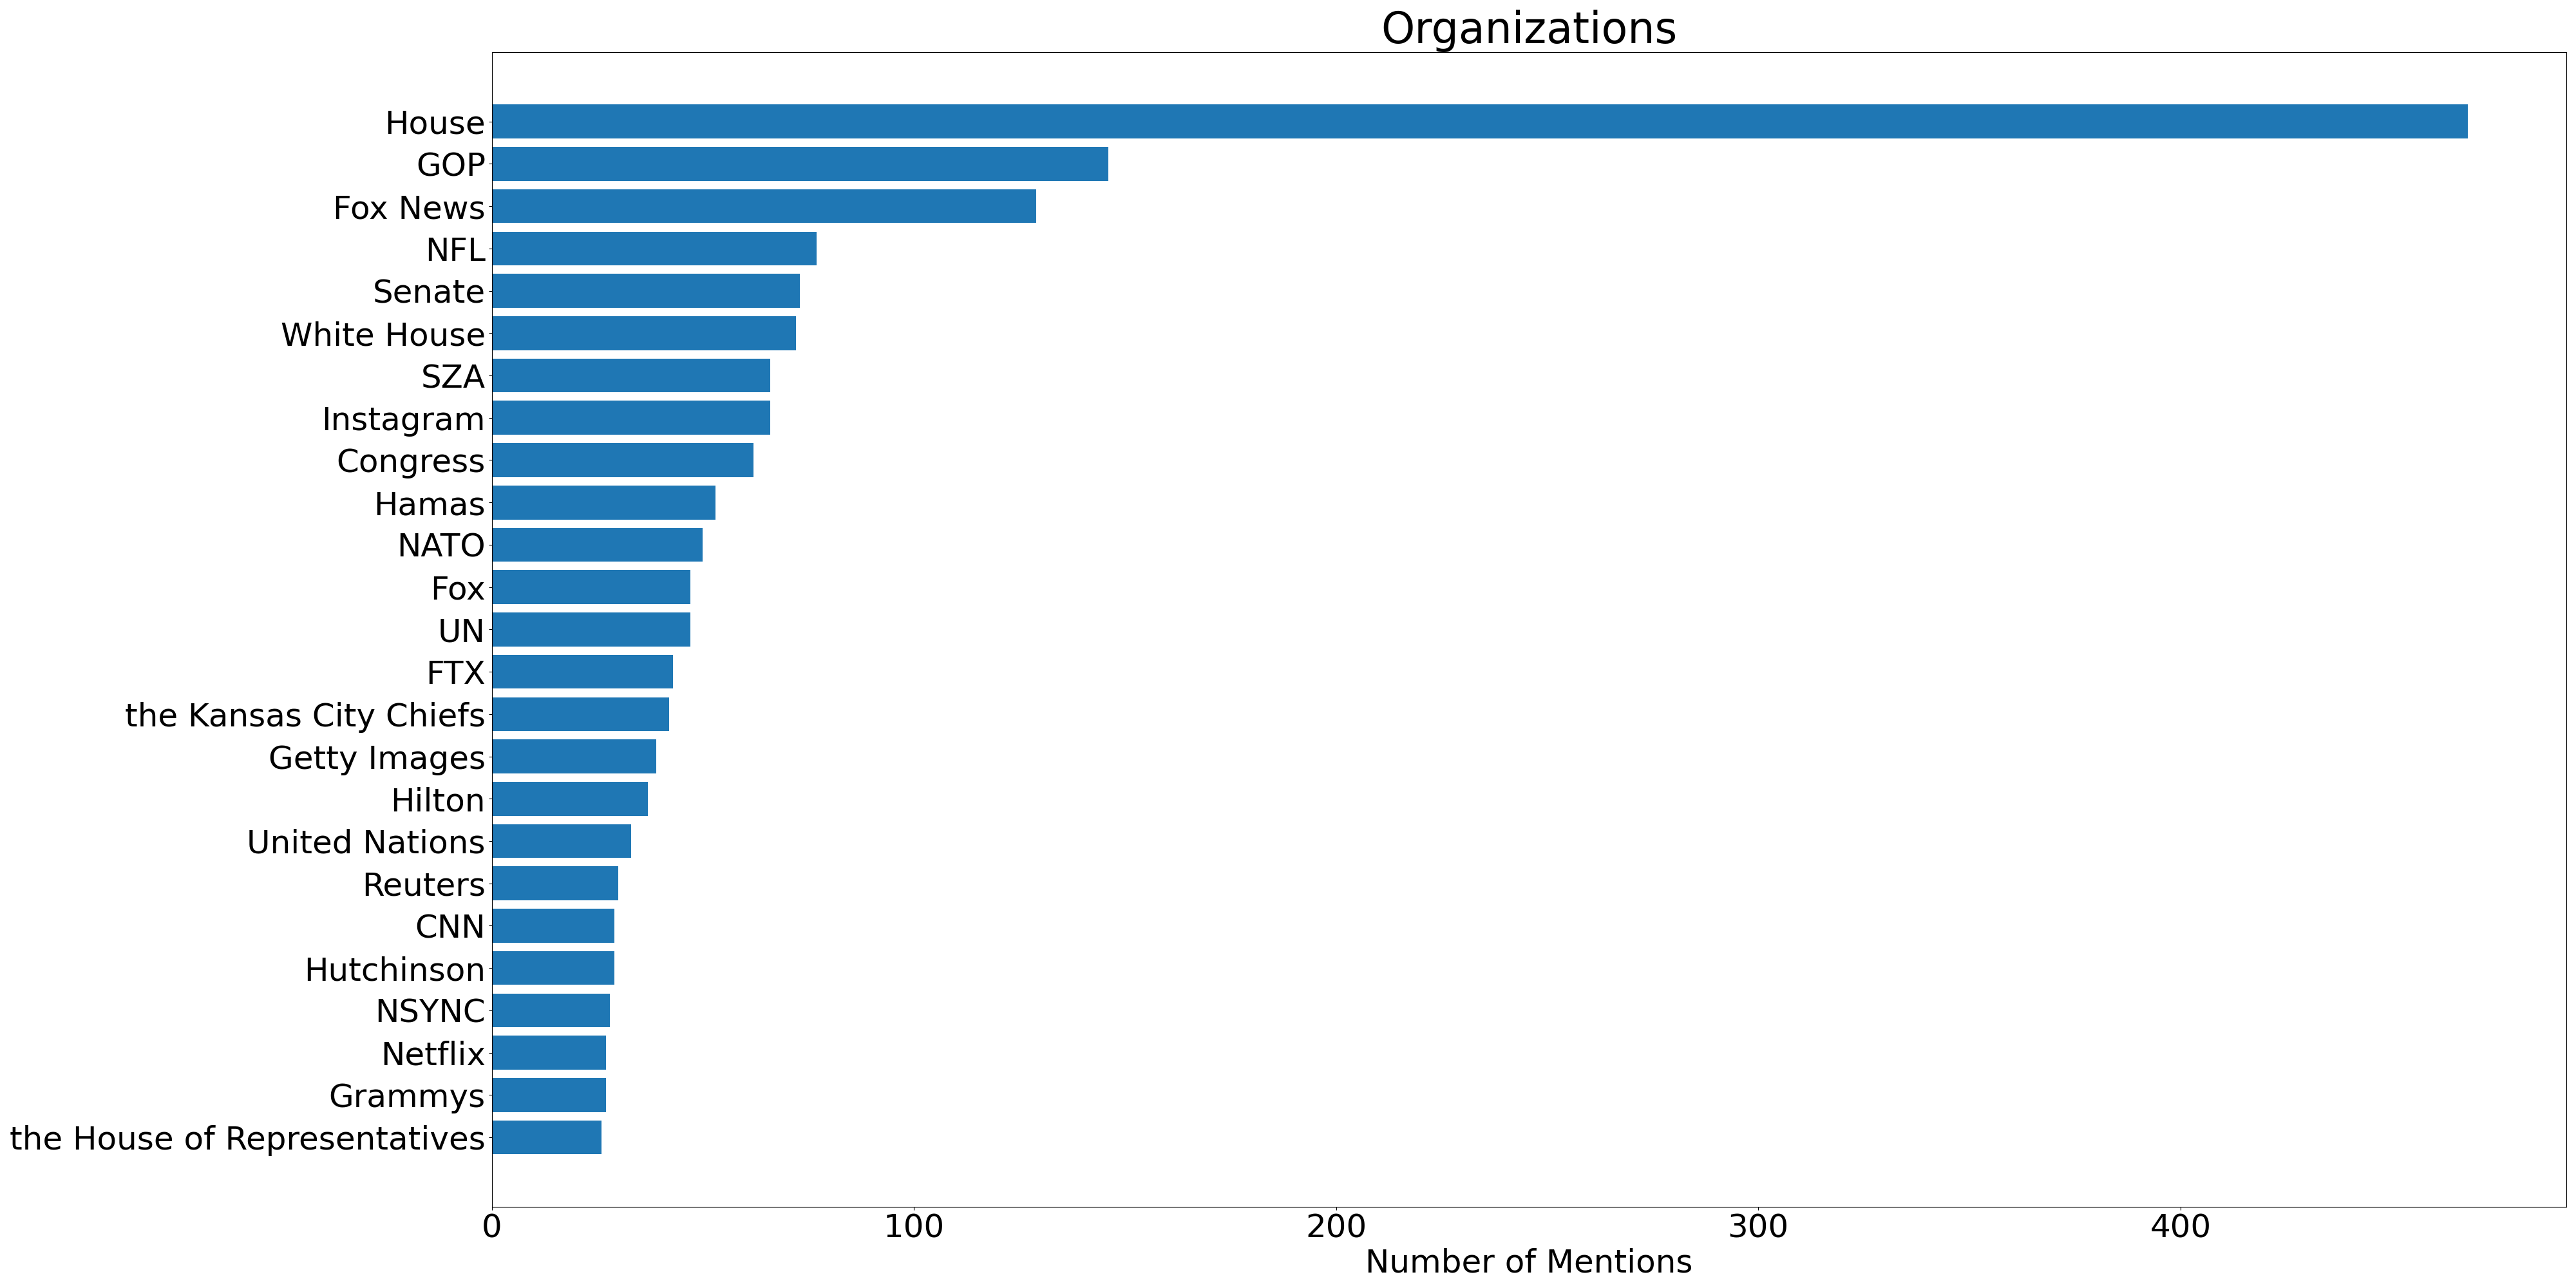 Organizations
House
GOP
Fox News
NFL
Senate
White House
SZA
Instagram
Congress
Hamas
NATO
Fox
UN
FTX
the Kansas City Chiefs
Getty Images
Hilton
United Nations
Reuters
CNN
Hutchinson
NSYNC
Netflix
Grammys
the House of Representatives
0 100 200 300 400
Number of Mentions